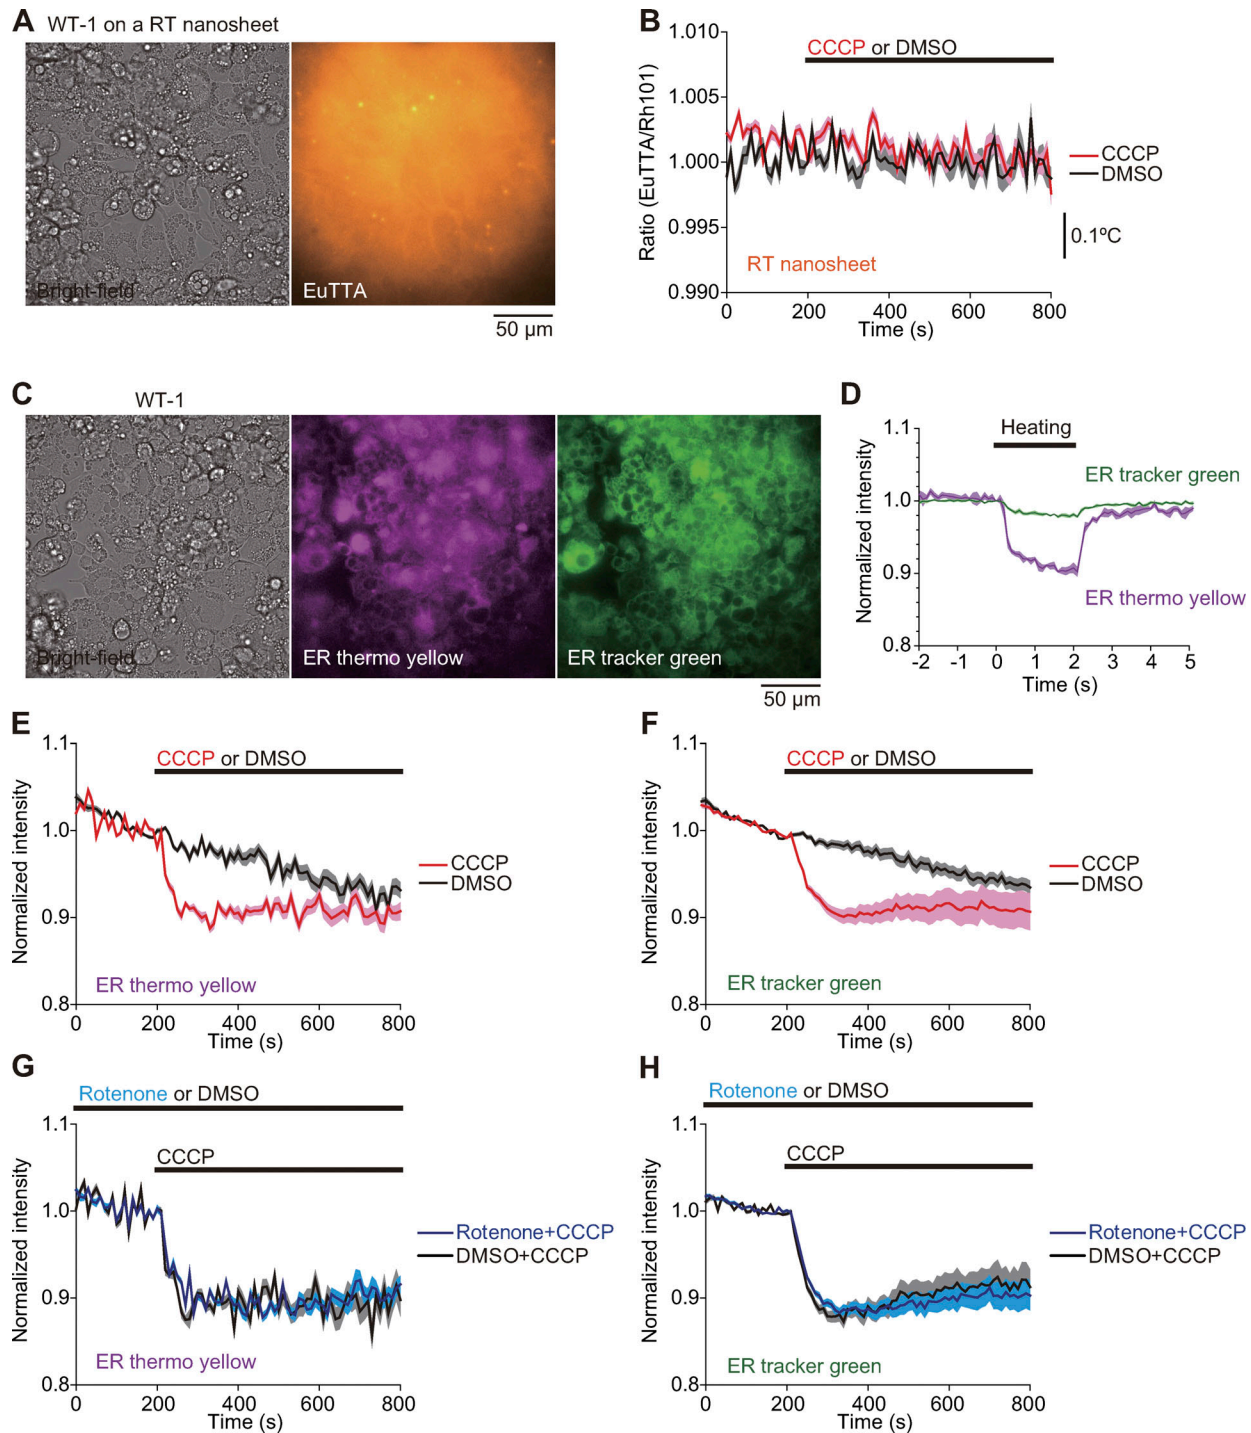 A WT-1 on a RT nanosheet
Bright-field
EuTTA
50 µm
B
CCCP or DMSO
Ratio (EuTTA/Rh101)
1.010
1.005
1.000
0.995
0.990
CCCP
DMSO
0.1ºC
RT nanosheet
0 200 400 600 800
Time (s)
C
WT-1
Bright-field
ER thermo yellow
ER tracker green
50 µm
D
Heating
Normalized intensity
1.1
1.0
0.9
0.8
ER tracker green
ER thermo yellow
-2 -1 0 1 2 3 4 5
Time (s)
E
CCCP or DMSO
Normalized intensity
1.1
1.0
0.9
0.8
CCCP
DMSO
ER thermo yellow
0 200 400 600 800
Time (s)
F
CCCP or DMSO
Normalized intensity
1.1
1.0
0.9
0.8
CCCP
DMSO
ER tracker green
0 200 400 600 800
Time (s)
G
Rotenone or DMSO
CCCP
Normalized intensity
1.1
1.0
0.9
0.8
Rotenone+CCCP
DMSO+CCCP
ER thermo yellow
0 200 400 600 800
Time (s)
H
Rotenone or DMSO
CCCP
Normalized intensity
1.1
1.0
0.9
0.8
Rotenone+CCCP
DMSO+CCCP
ER tracker green
0 200 400 600 800
Time (s)